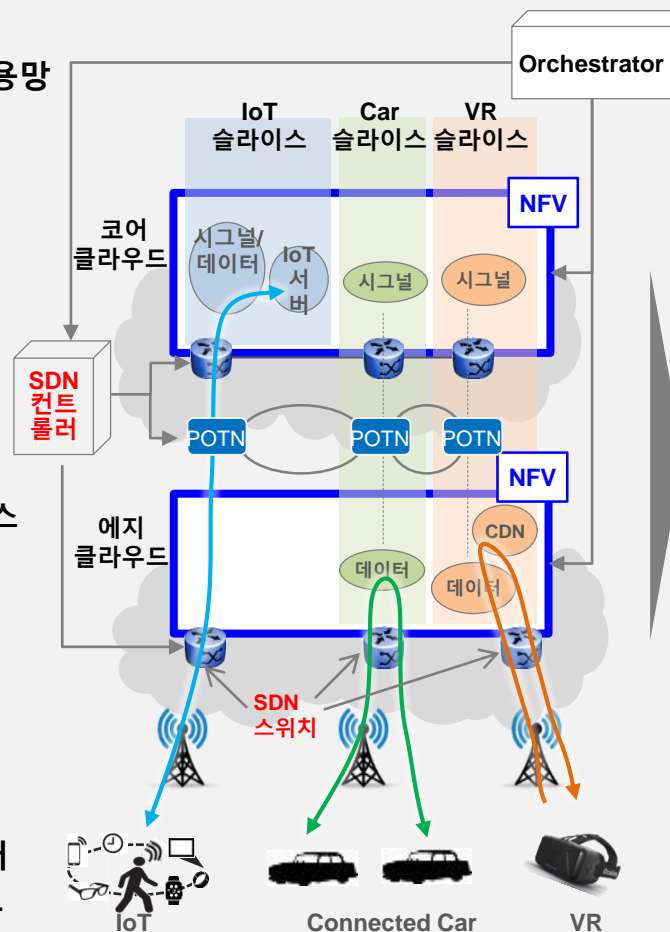 Orchestrator
용망
IoT
슬라이스
Car
슬라이스
VR
슬라이스
NFV
코어
클라우드
시그널/
데이터
IoT
서
버
시그널
시그널
SDN
컨트
롤러
POTN
POTN
POTN
NFV
스
에지
클라우드
CDN
데이터
데이터
SDN
스위치
IoT
Connected Car
VR